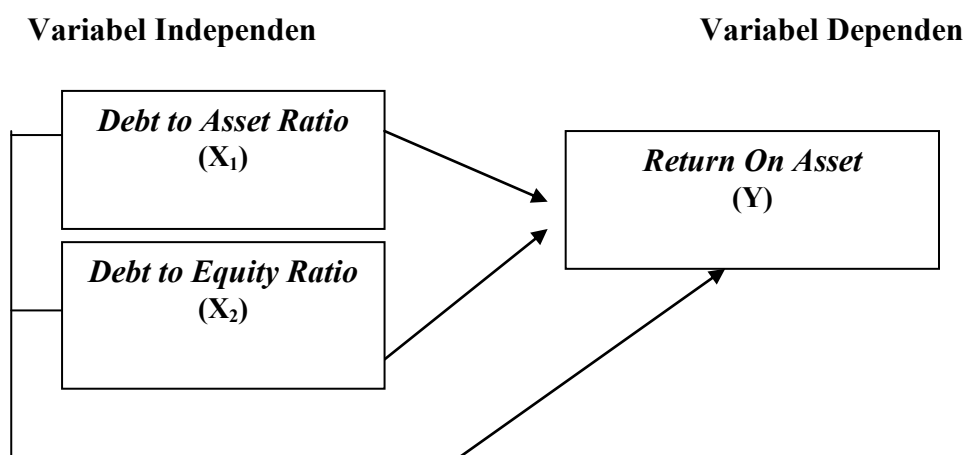 Variabel Independen
Variabel Dependen
Debt to Asset Ratio
(X₁)
Return On Asset
(Y)
Debt to Equity Ratio
(X₂)